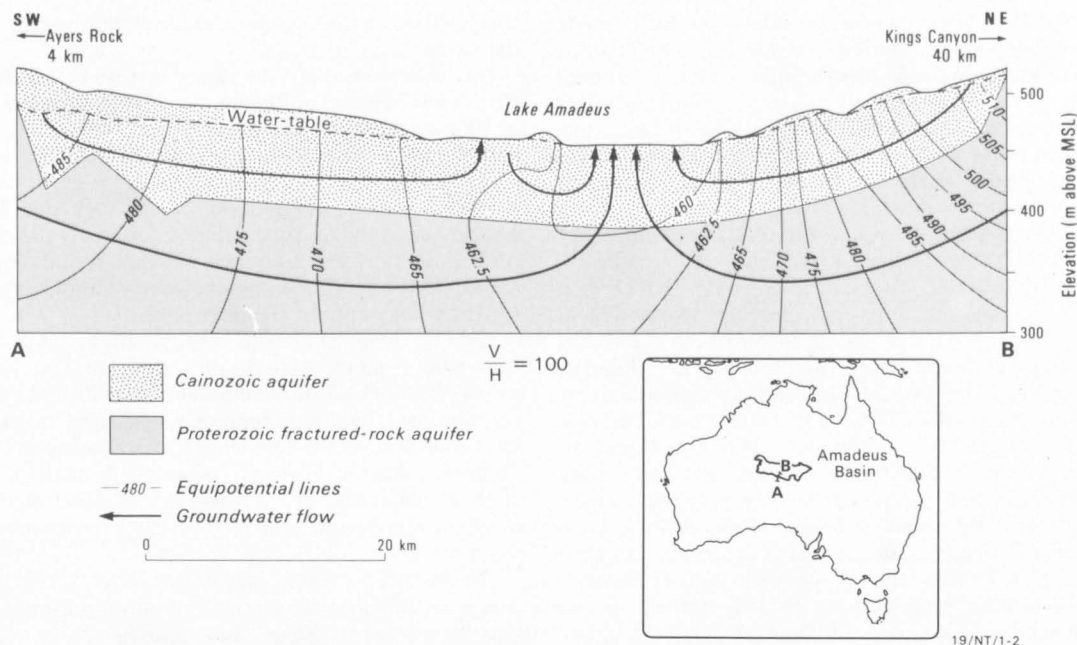 SW
NE
Ayers Rock
4 km
Kings Canyon
40 km
Lake Amadeus
Water-table
485
480
475
470
465
462.5
460
462.5
465
470
475
480
485
490
495
500
505
510
500
400
300
Elevation (m above MSL)
A
B
V/H = 100
Cainozoic aquifer
Proterozoic fractured-rock aquifer
480 Equipotential lines
Groundwater flow
0 20 km
Amadeus
Basin
B
A
19/NT/1-2